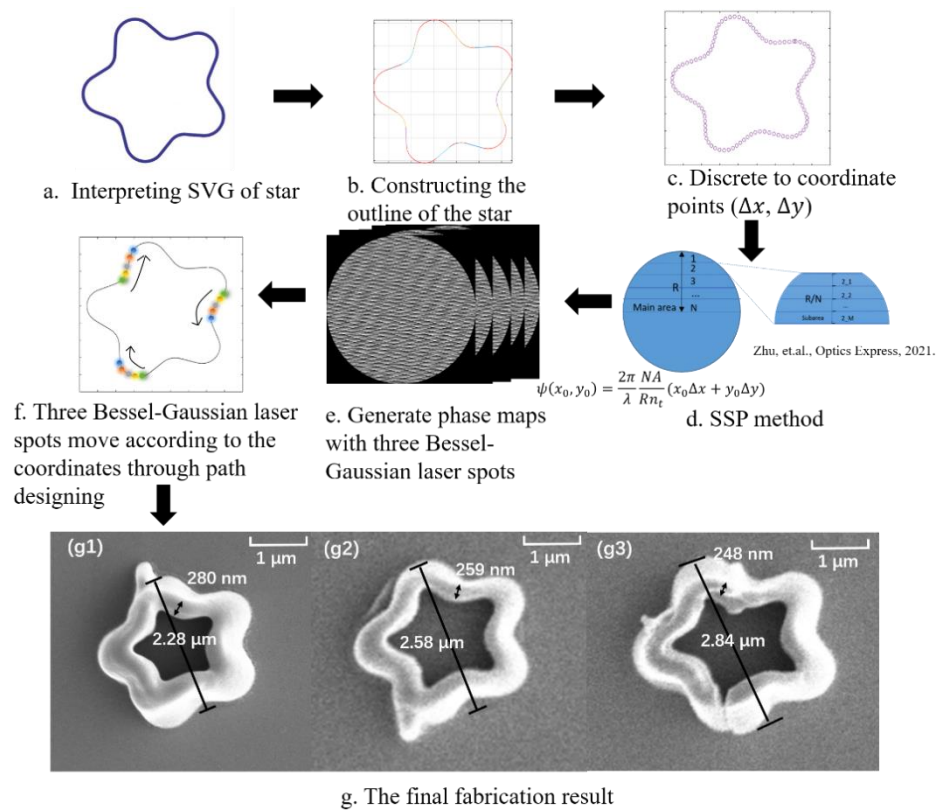 a. Interpreting SVG of star
b. Constructing the
outline of the star
c. Discrete to coordinate
points (Δx, Δy)
1
2
3
...
N
R
Main area
R/N
Subarea
2_1
2_2
...
2_M
Zhu, et.al., Optics Express, 2021.
ψ(x₀, y₀) = 2π/λ NA/Rnₜ (x₀Δx + y₀Δy)
d. SSP method
e. Generate phase maps
with three Bessel-
Gaussian laser spots
f. Three Bessel-Gaussian laser
spots move according to the
coordinates through path
designing
(g1)
1 μm
280 nm
2.28 μm
(g2)
1 μm
259 nm
2.58 μm
(g3)
1 μm
248 nm
2.84 μm
g. The final fabrication result